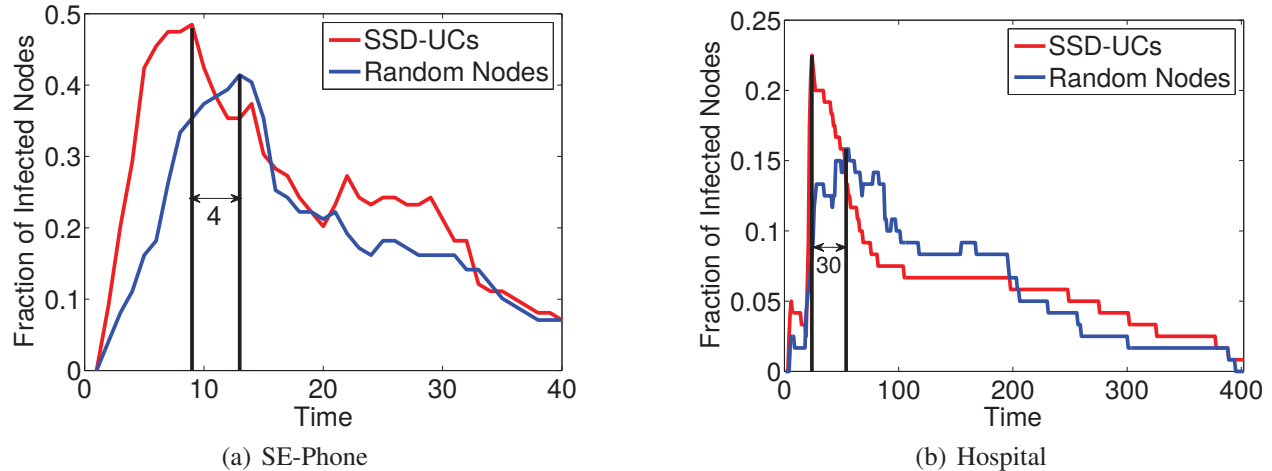 Fraction of Infected Nodes
0.5
0.4
0.3
0.2
0.1
0
SSD-UCs
Random Nodes
4
0 10 20 30 40
Time
(a) SE-Phone
Fraction of Infected Nodes
0.25
0.2
0.15
0.1
0.05
0
SSD-UCs
Random Nodes
30
0 100 200 300 400
Time
(b) Hospital